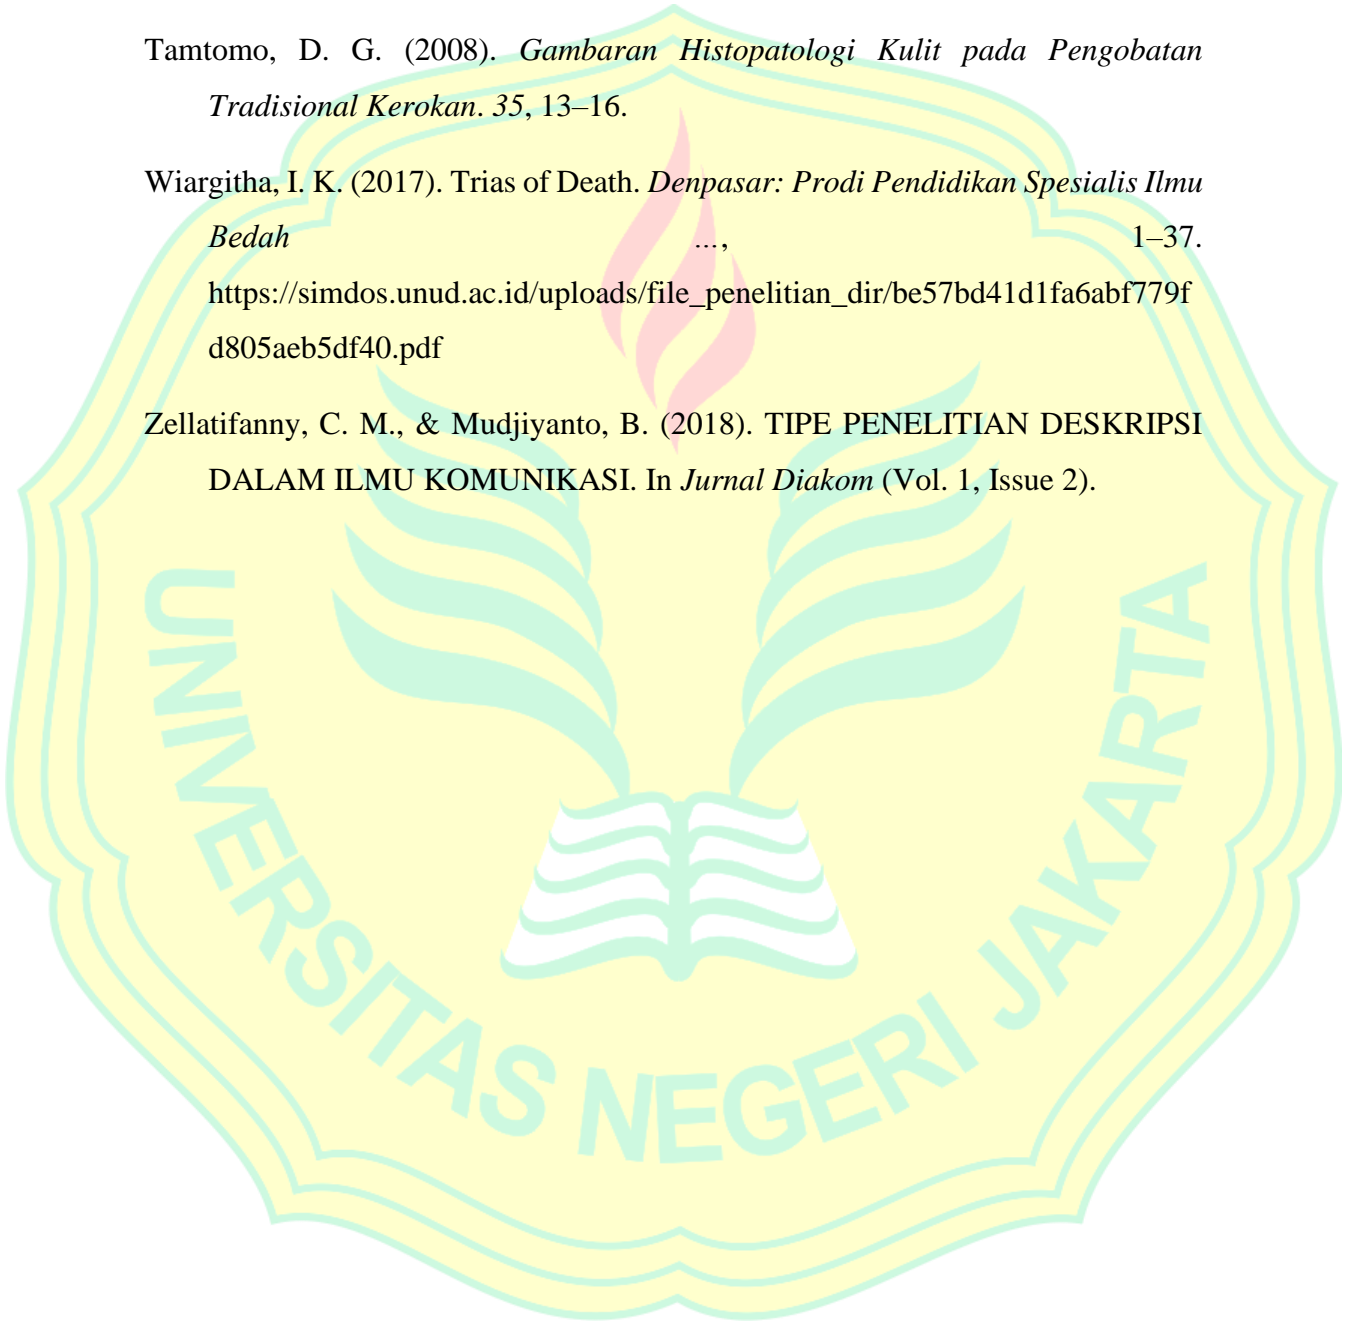 Tamtomo, D. G. (2008). Gambaran Histopatologi Kulit pada Pengobatan
Tradisional Kerokan. 35, 13–16.
Wiargitha, I. K. (2017). Trias of Death. Denpasar: Prodi Pendidikan Spesialis Ilmu
Bedah ..., 1–37.
https://simdos.unud.ac.id/uploads/file_penelitian_dir/be57bd41d1fa6abf779f
d805aeb5df40.pdf
Zellatifanny, C. M., & Mudjiyanto, B. (2018). TIPE PENELITIAN DESKRIPSI
DALAM ILMU KOMUNIKASI. In Jurnal Diakom (Vol. 1, Issue 2).
UNIVERSITAS NEGERI JAKARTA